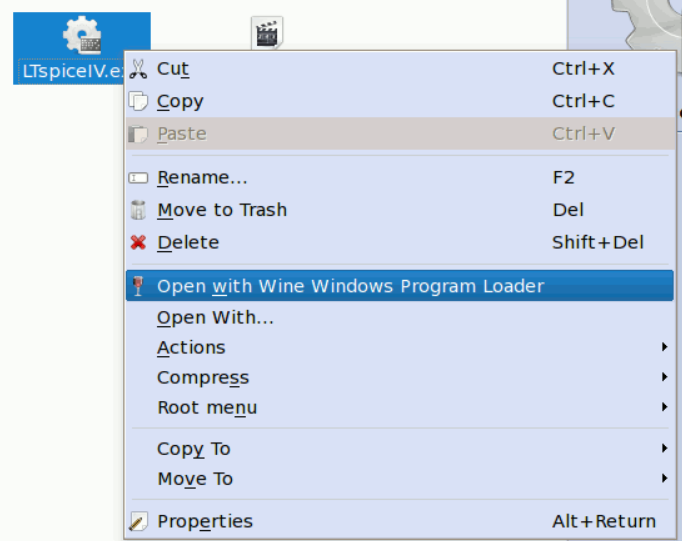 LTspiceIV.e
Cut Ctrl+X
Copy Ctrl+C
Paste Ctrl+V
Rename... F2
Move to Trash Del
Delete Shift+Del
Open with Wine Windows Program Loader
Open With...
Actions
Compress
Root menu
Copy To
Move To
Properties Alt+Return